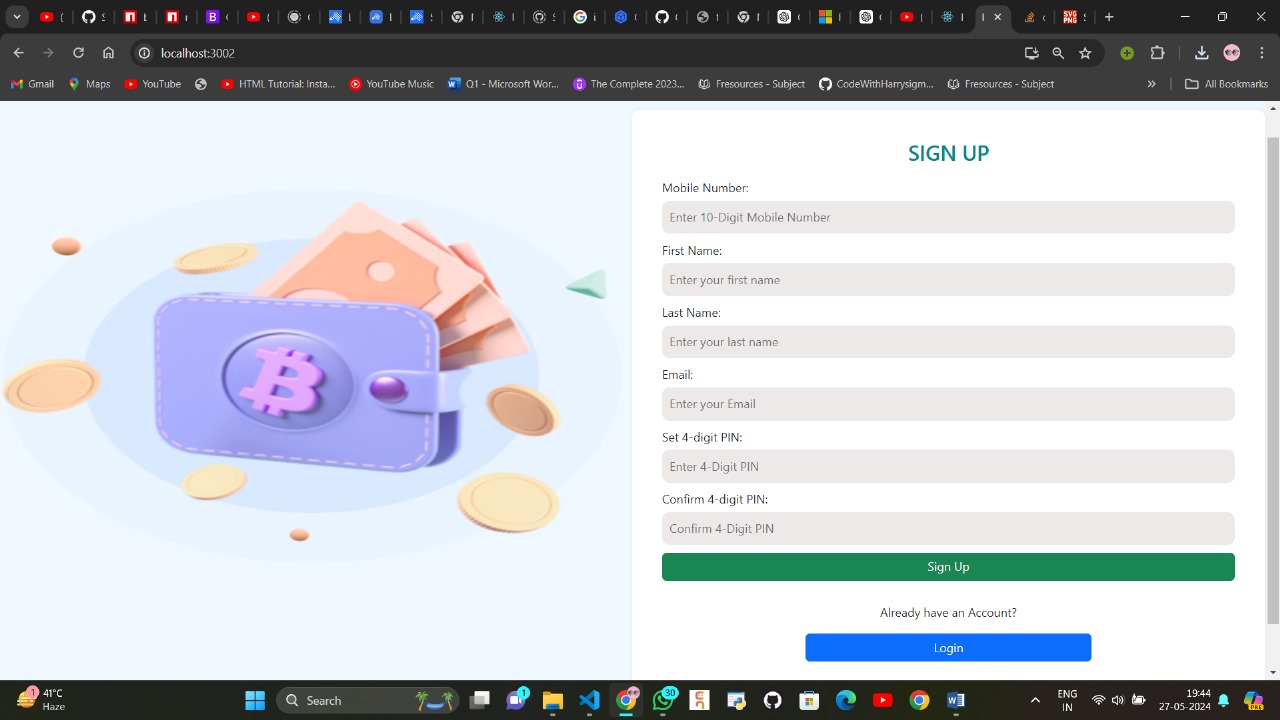 localhost:3002
Gmail
Maps
YouTube
HTML Tutorial: Insta...
YouTube Music
Q1 - Microsoft Wor...
The Complete 2023...
Fresources - Subject
CodeWithHarrysigm...
Fresources - Subject
»
All Bookmarks
SIGN UP
Mobile Number:
Enter 10-Digit Mobile Number
First Name:
Enter your first name
Last Name:
Enter your last name
Email:
Enter your Email
Set 4-digit PIN:
Enter 4-Digit PIN
Confirm 4-digit PIN:
Confirm 4-Digit PIN
Sign Up
Already have an Account?
Login
1
41°C
Haze
Search
1
30
ENG
IN
19:44
27-05-2024